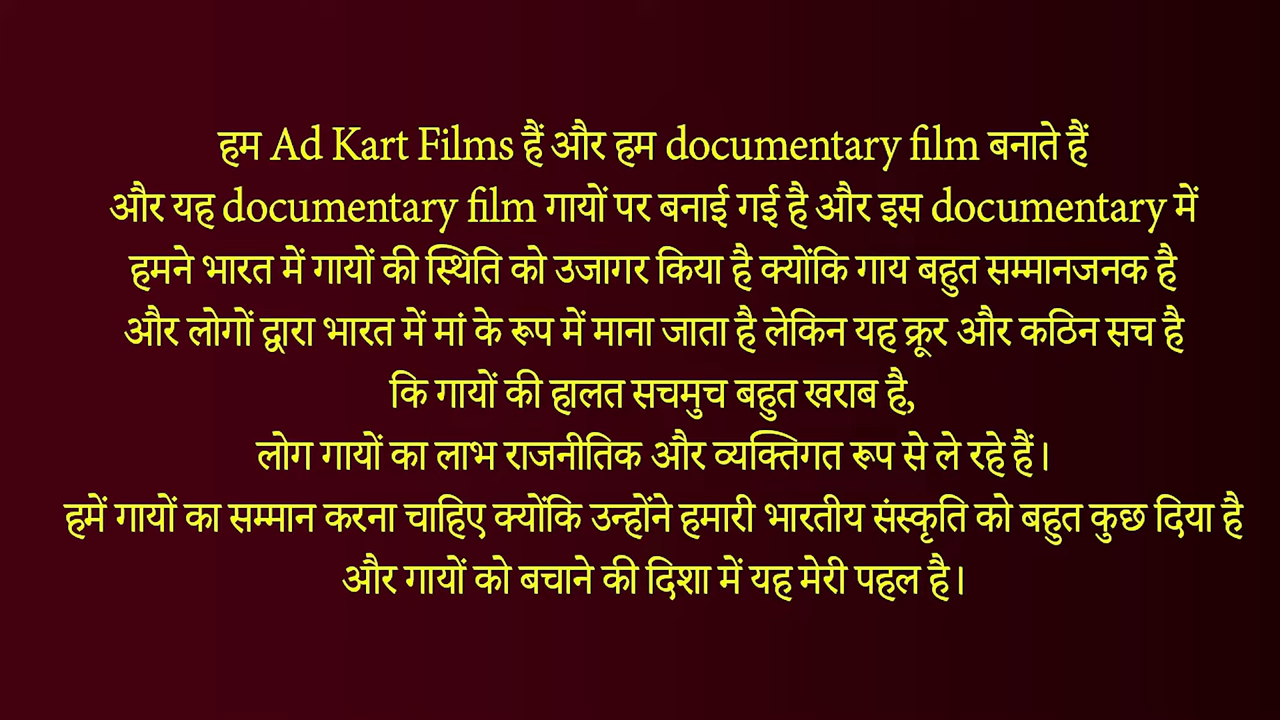 हम Ad Kart Films हैं और हम documentary film बनाते हैं
और यह documentary film गायों पर बनाई गई है और इस documentary में
हमने भारत में गायों की स्थिति को उजागर किया है क्योंकि गाय बहुत सम्मानजनक है
और लोगों द्वारा भारत में मां के रूप में माना जाता है लेकिन यह क्रूर और कठिन सच है
कि गायों की हालत सचमुच बहुत खराब है,
लोग गायों का लाभ राजनीतिक और व्यक्तिगत रूप से ले रहे हैं।
हमें गायों का सम्मान करना चाहिए क्योंकि उन्होंने हमारी भारतीय संस्कृति को बहुत कुछ दिया है
और गायों को बचाने की दिशा में यह मेरी पहल है।